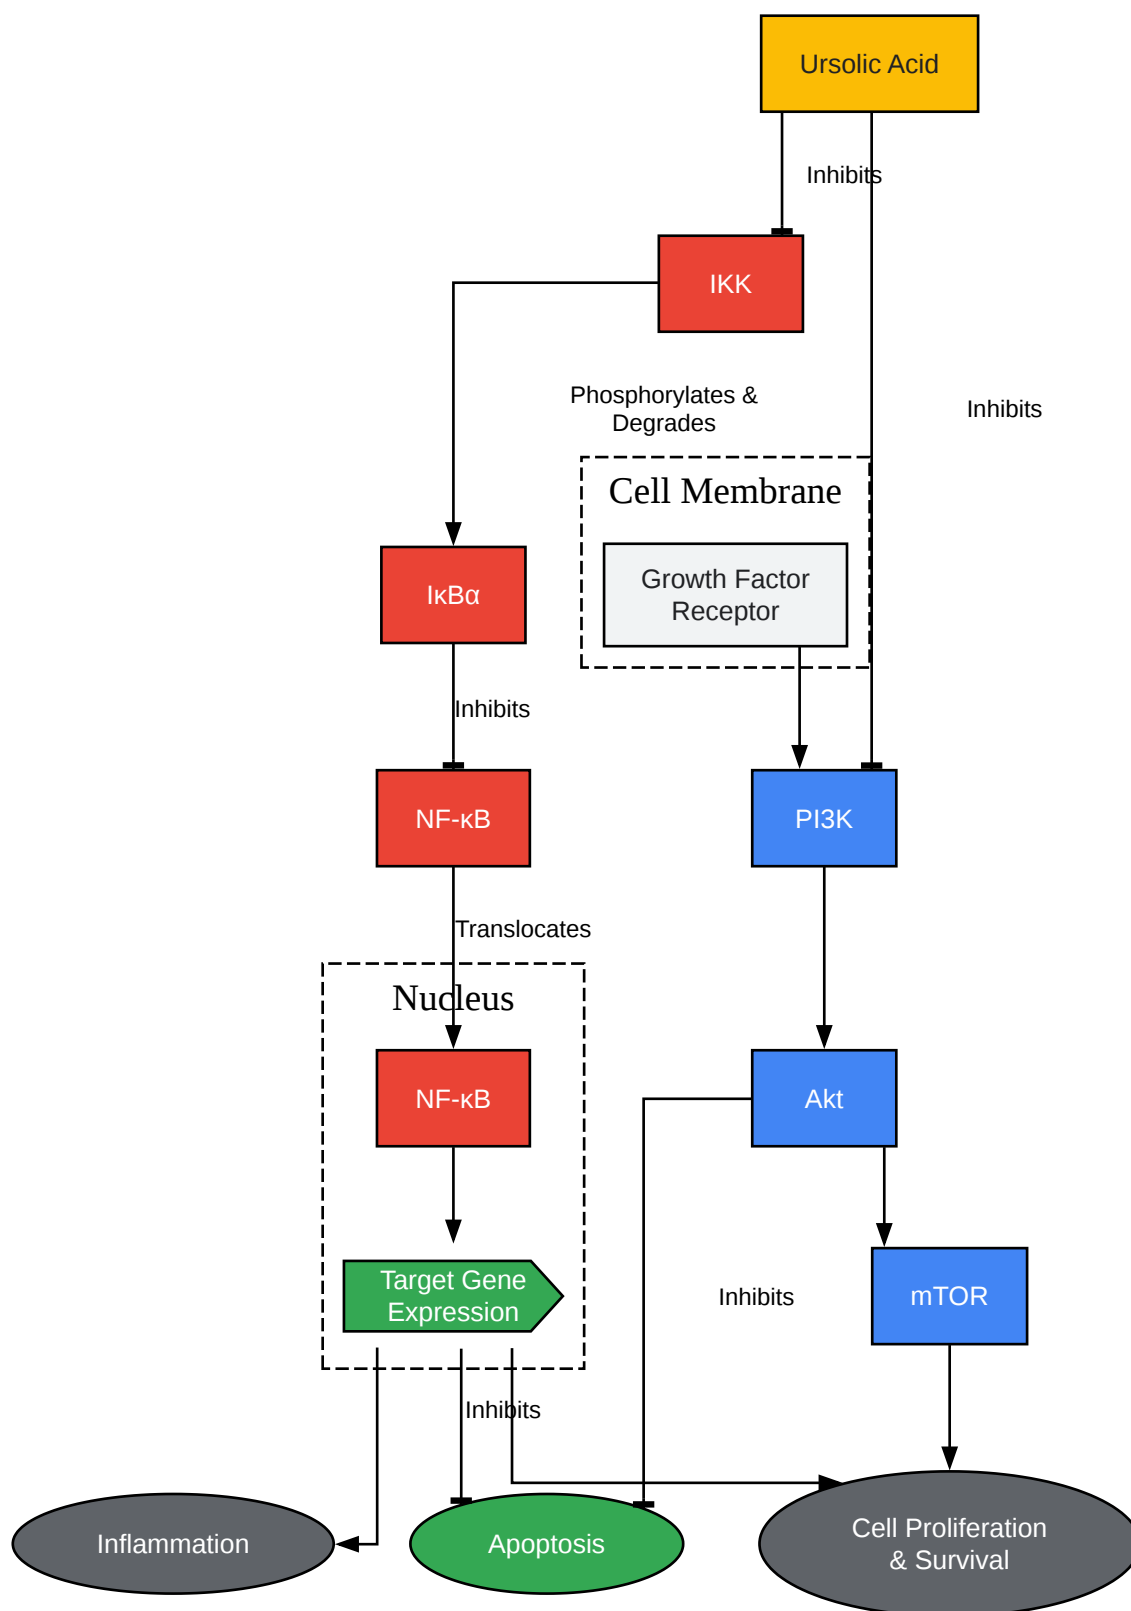 Ursolic Acid
Inhibits
IKK
Phosphorylates &
Degrades
Inhibits
Cell Membrane
Growth Factor
Receptor
IκBα
Inhibits
NF-κB
PI3K
Translocates
Nucleus
NF-κB
Akt
Target Gene
Expression
Inhibits
mTOR
Inhibits
Inflammation
Apoptosis
Cell Proliferation
& Survival